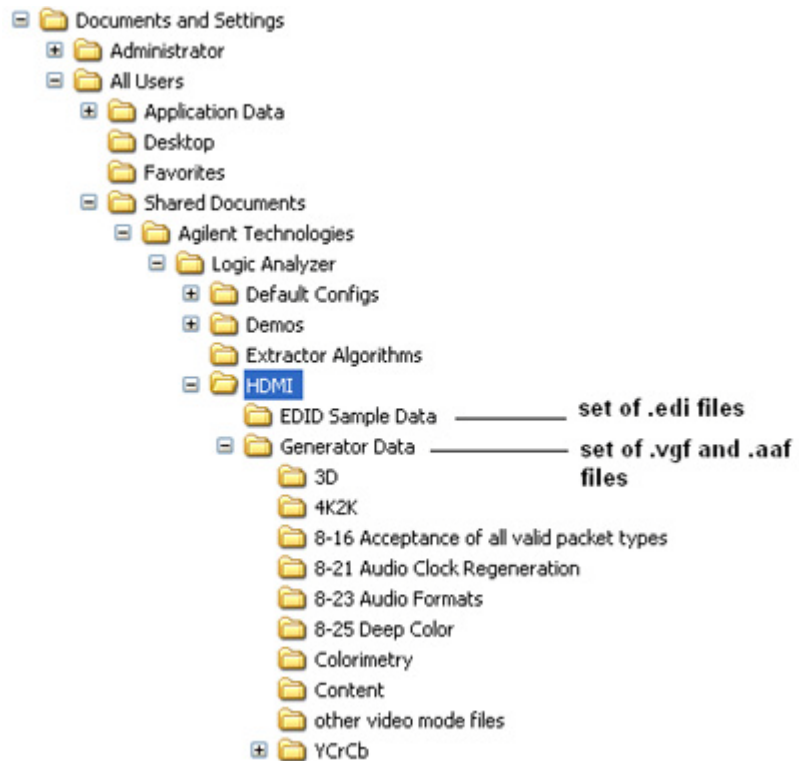 Documents and Settings
Administrator
All Users
Application Data
Desktop
Favorites
Shared Documents
Agilent Technologies
Logic Analyzer
Default Configs
Demos
Extractor Algorithms
HDMI
EDID Sample Data
set of .edi files
Generator Data
set of .vgf and .aaf
files
3D
4K2K
8-16 Acceptance of all valid packet types
8-21 Audio Clock Regeneration
8-23 Audio Formats
8-25 Deep Color
Colorimetry
Content
other video mode files
YCrCb